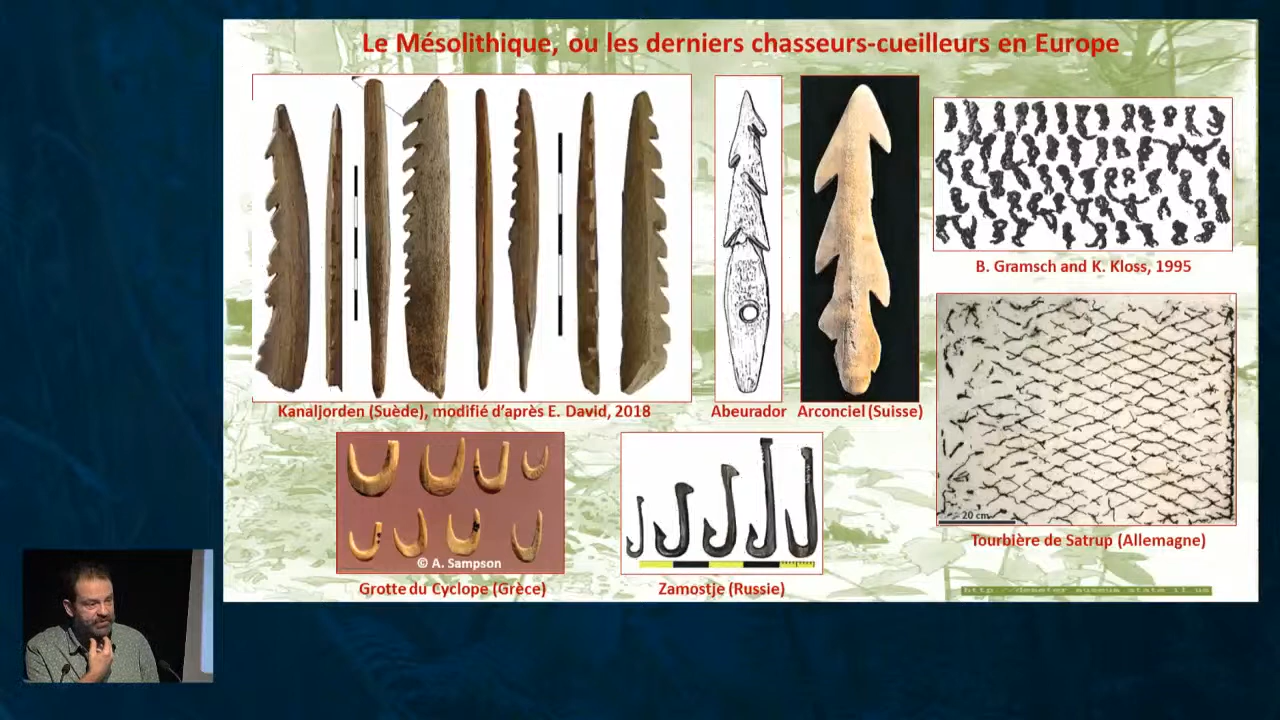 Le Mésolithique, ou les derniers chasseurs-cueilleurs en Europe
B. Gramsch and K. Kloss, 1995
Kanaljorden (Suède), modifié d'après E. David, 2018
Abeurador
Arconciel (Suisse)
20 cm
Tourbière de Satrup (Allemagne)
© A. Sampson
Grotte du Cyclope (Grèce)
Zamostje (Russie)